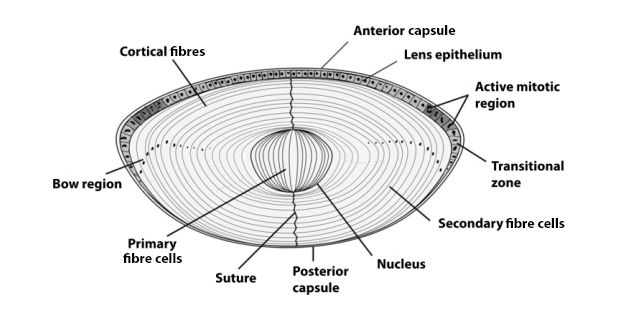 Anterior capsule
Cortical fibres
Lens epithelium
Active mitotic
region
Transitional
zone
Bow region
Secondary fibre cells
Primary
fibre cells
Nucleus
Suture
Posterior
capsule